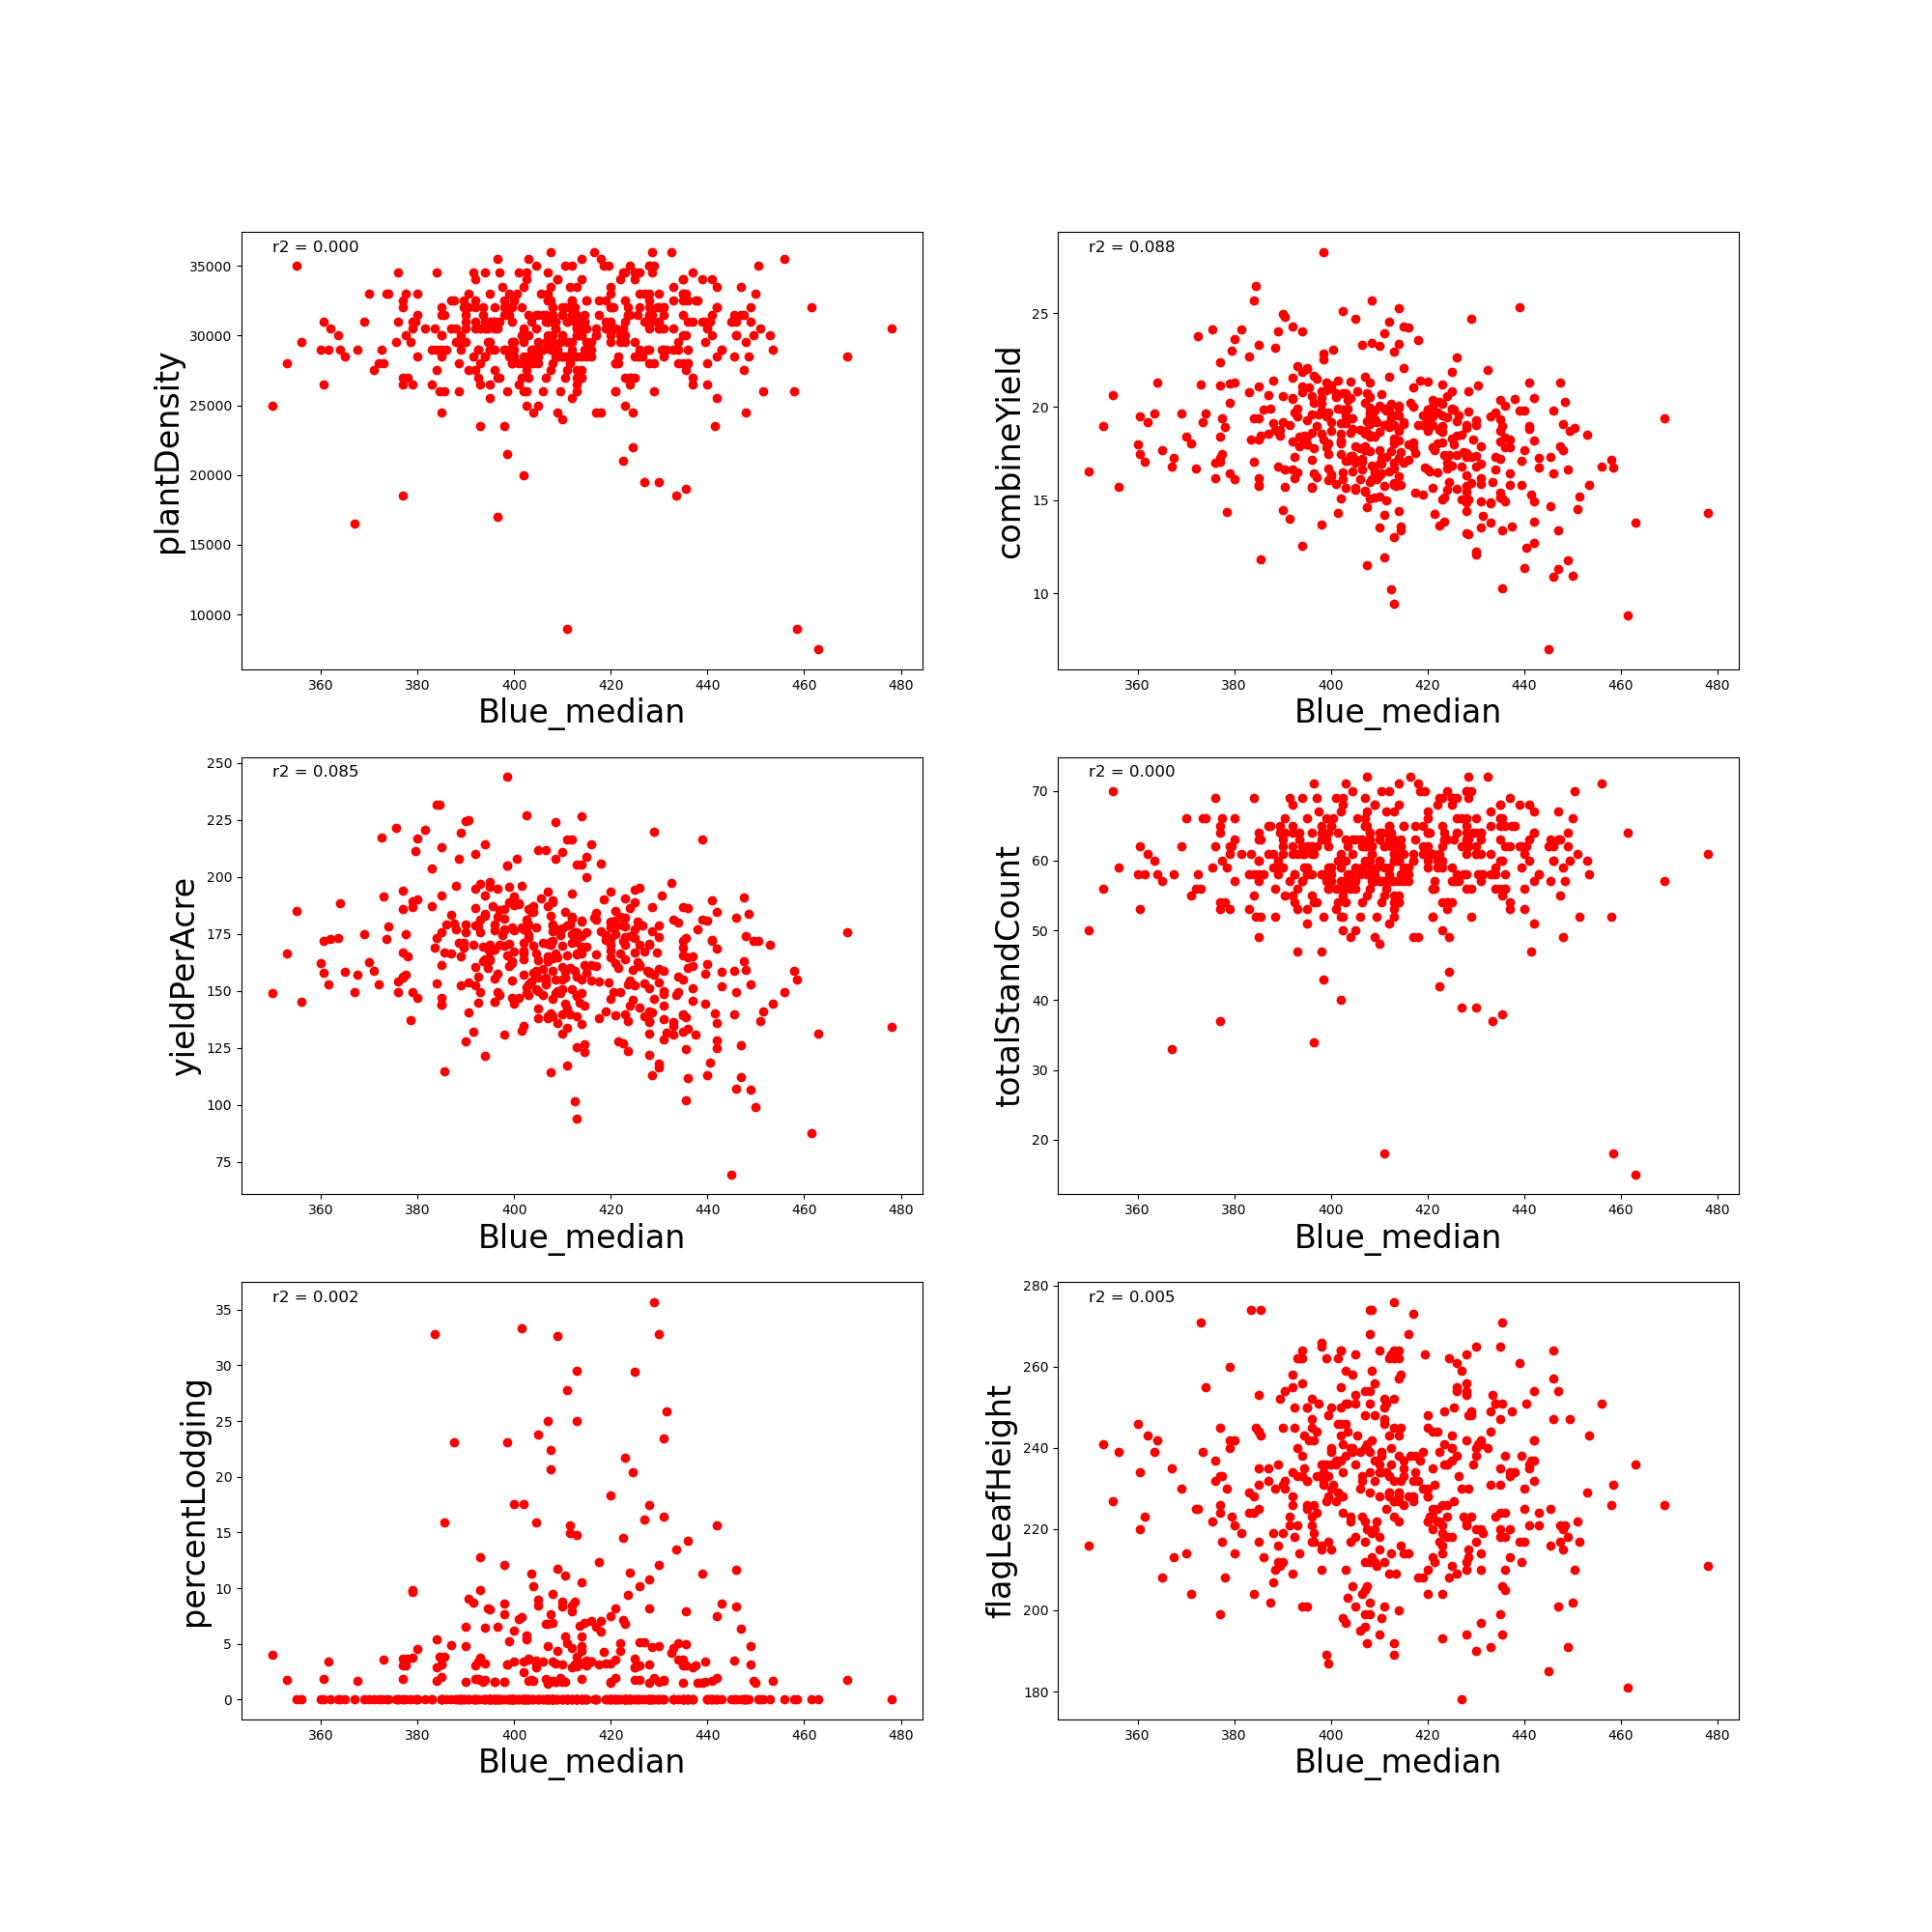 r2 = 0.000
plantDensity
35000
30000
25000
20000
15000
10000
360 380 400 420 440 460 480
Blue_median
r2 = 0.088
combineYield
25
20
15
10
360 380 400 420 440 460 480
Blue_median
r2 = 0.085
yieldPerAcre
250
225
200
175
150
125
100
75
360 380 400 420 440 460 480
Blue_median
r2 = 0.000
totalStandCount
70
60
50
40
30
20
360 380 400 420 440 460 480
Blue_median
r2 = 0.002
percentLodging
35
30
25
20
15
10
5
0
360 380 400 420 440 460 480
Blue_median
r2 = 0.005
flagLeafHeight
280
260
240
220
200
180
360 380 400 420 440 460 480
Blue_median